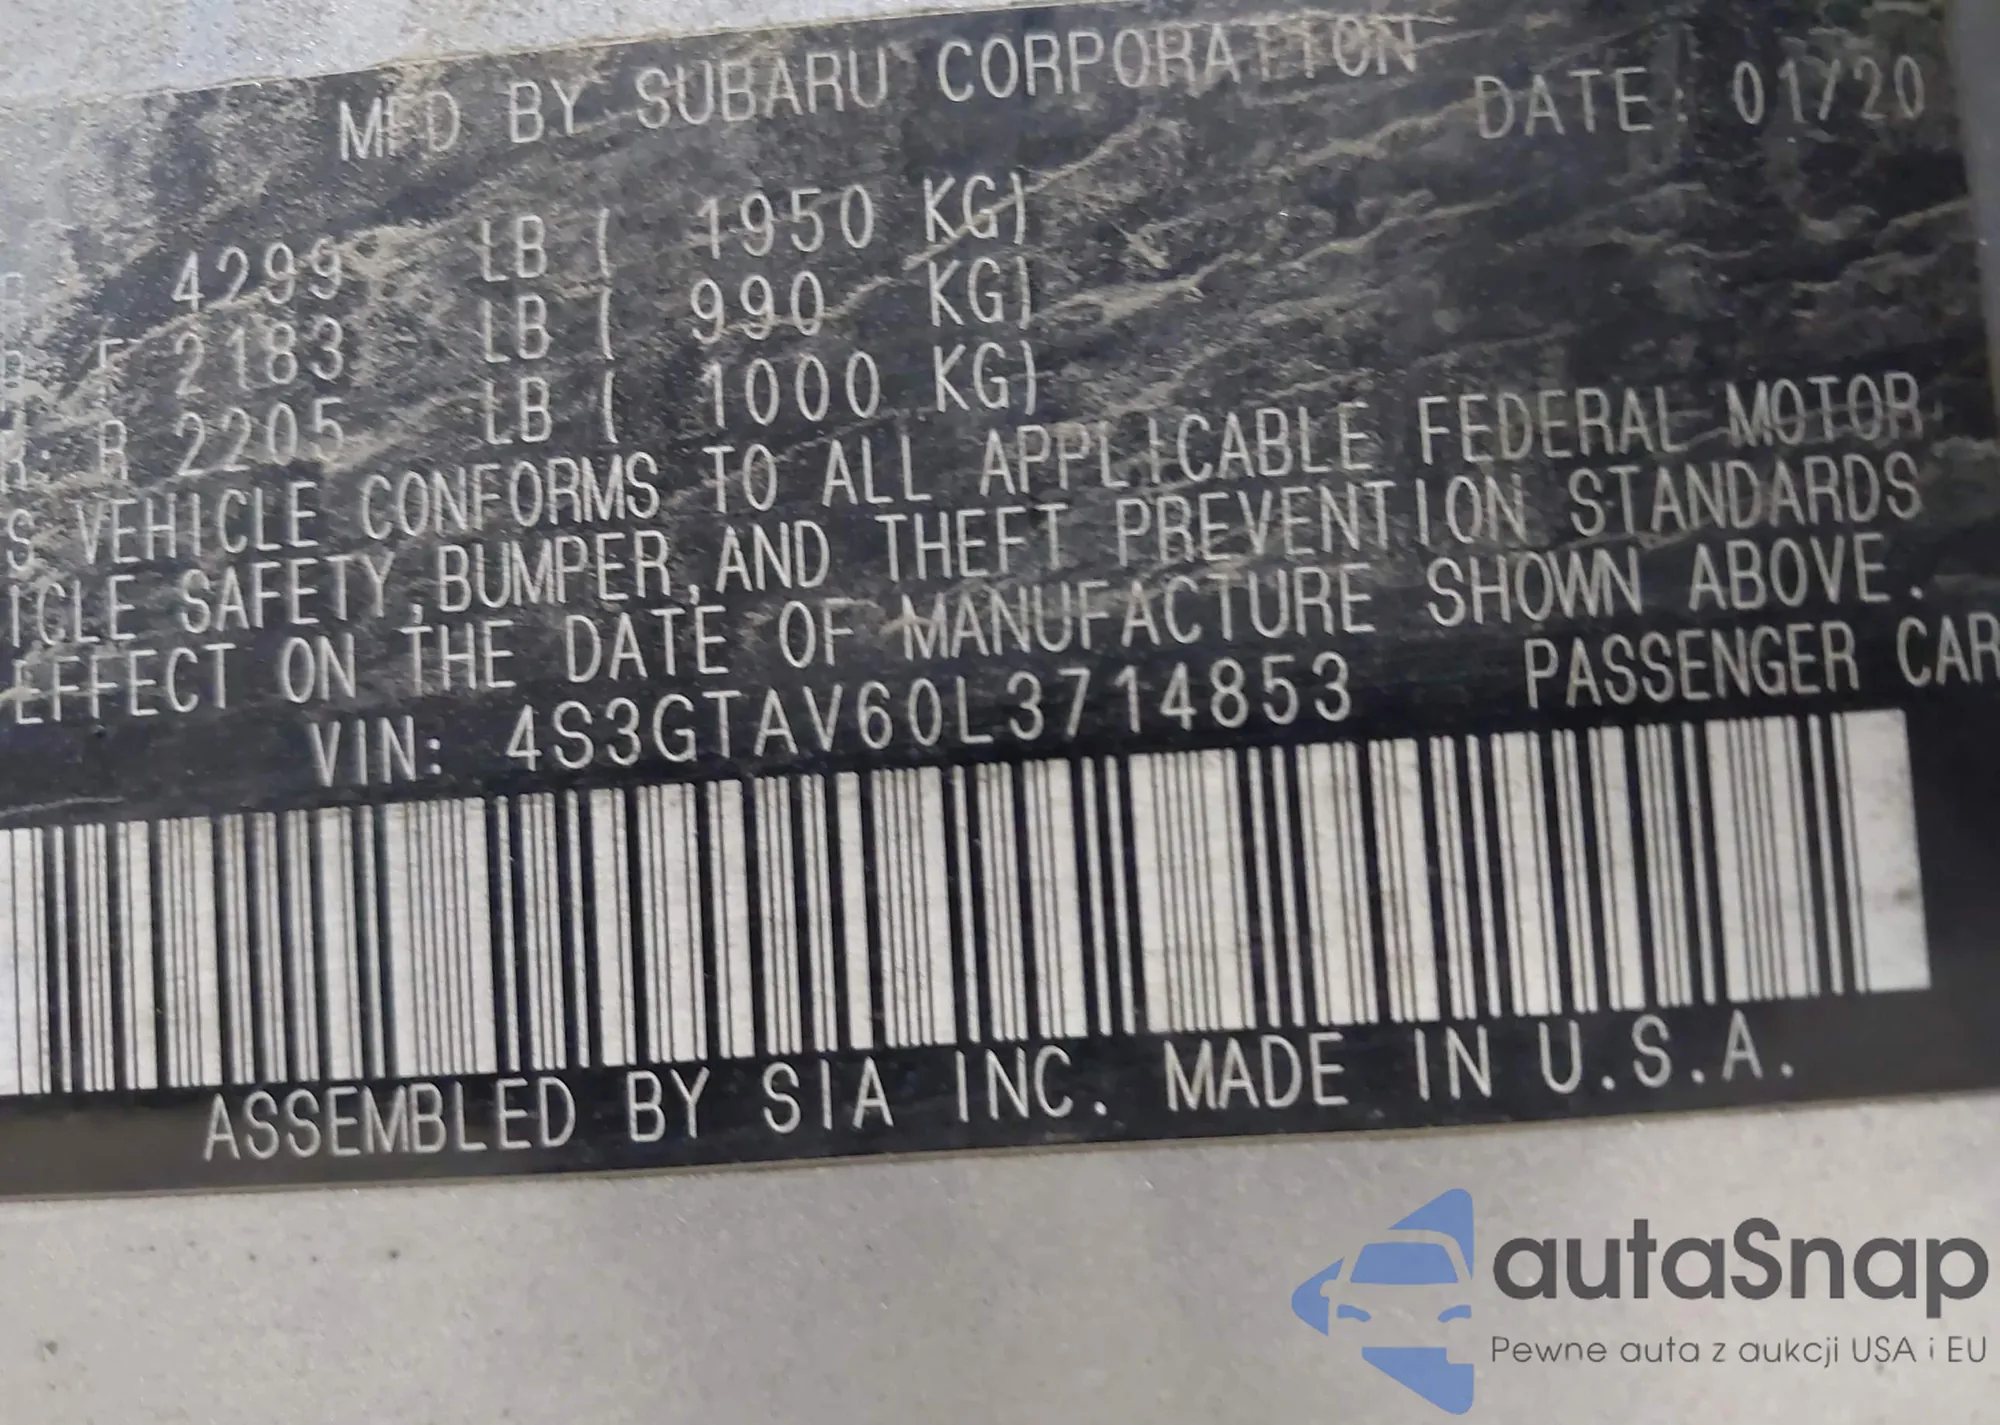 MFD BY SUBARU CORPORATION DATE: 01/20
4299 LB ( 1950 KG)
F 2183 LB ( 990 KG)
R R 2205 LB ( 1000 KG)
S VEHICLE CONFORMS TO ALL APPLICABLE FEDERAL MOTOR
ICLE SAFETY,BUMPER,AND THEFT PREVENTION STANDARDS
EFFECT ON THE DATE OF MANUFACTURE SHOWN ABOVE.
VIN: 4S3GTAV60L3714853 PASSENGER CAR
ASSEMBLED BY SIA INC. MADE IN U.S.A.
autaSnap
Pewne auta z aukcji USA i EU